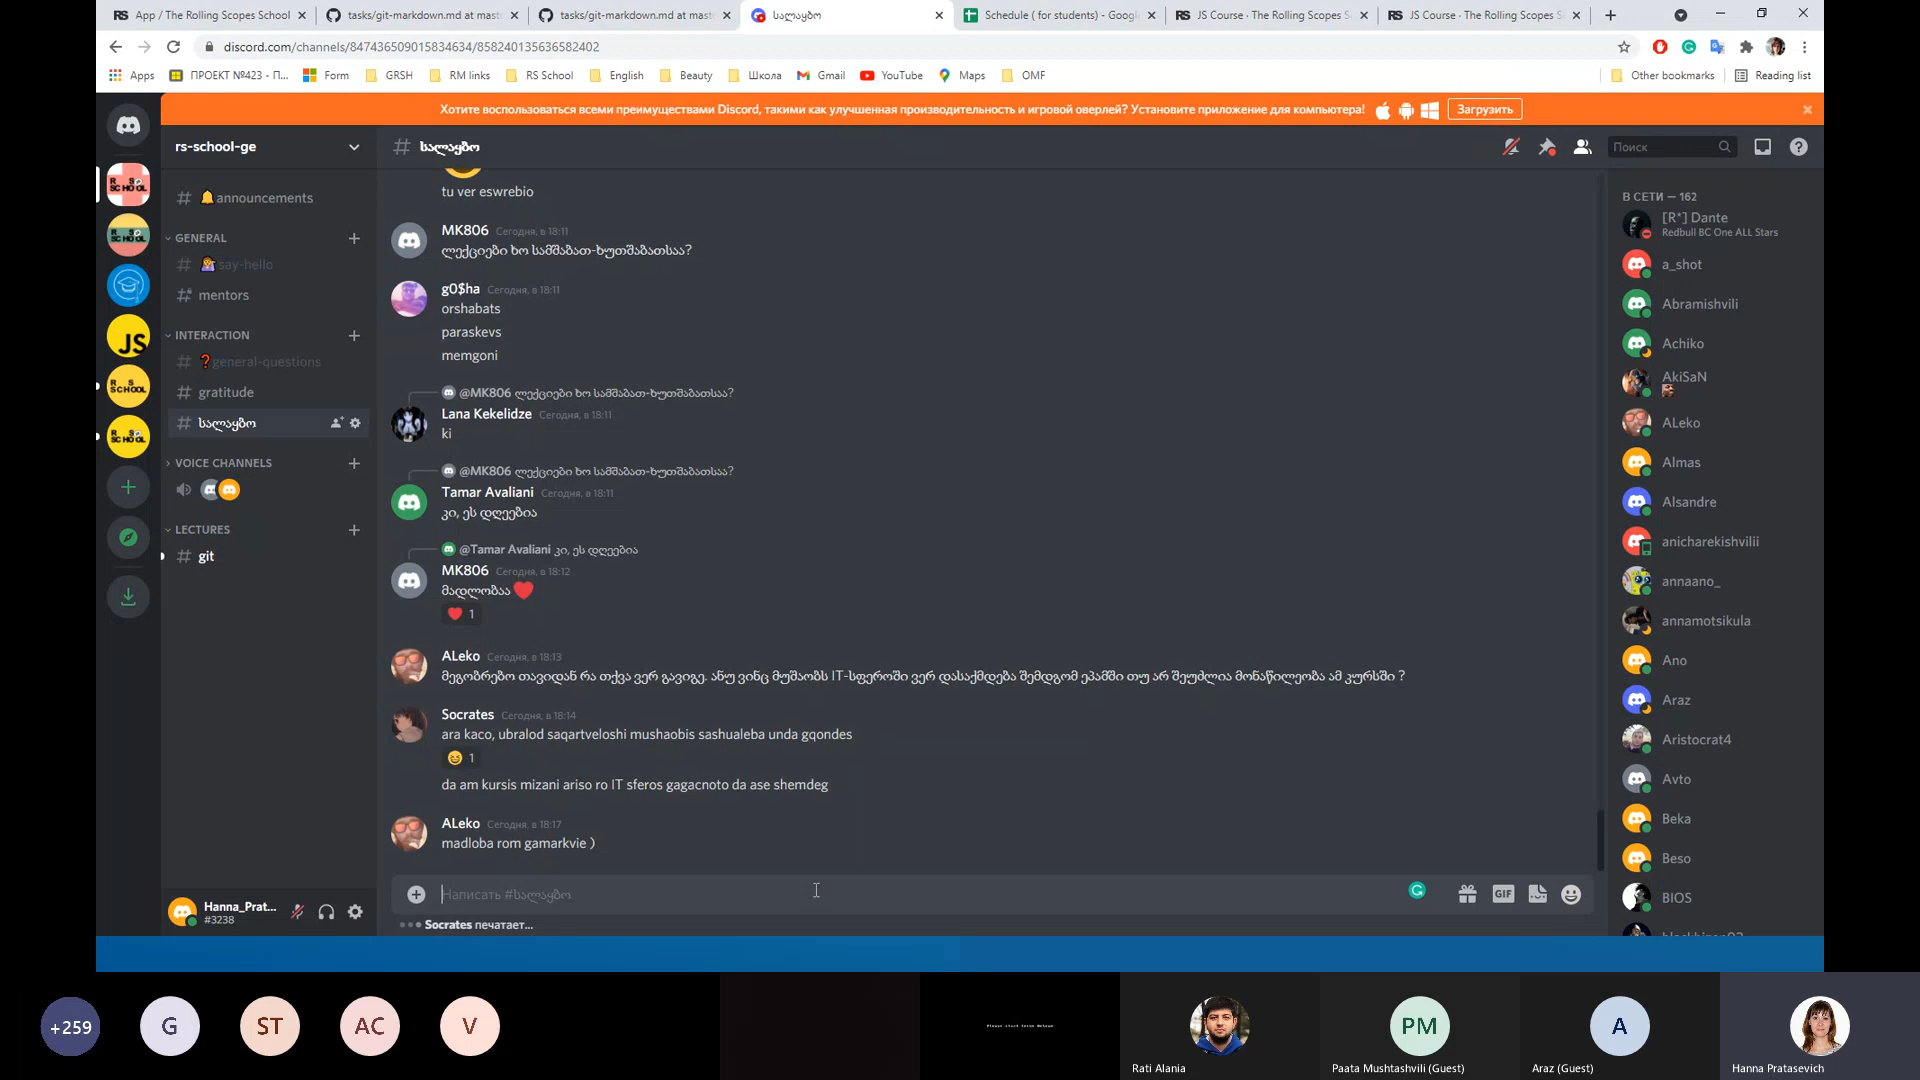 App / The Rolling Scopes School
tasks/git-markdown.md at mast
tasks/git-markdown.md at mast
სალაყბო
Schedule ( for students) - Googl
JS Course · The Rolling Scopes S
JS Course · The Rolling Scopes S
discord.com/channels/847436509015834634/858240135636582402
Apps
ПРОЕКТ №423 - П...
Form
GRSH
RM links
RS School
English
Beauty
Школа
Gmail
YouTube
Maps
OMF
Other bookmarks
Reading list
Хотите воспользоваться всеми преимуществами Discord, такими как улучшенная производительность и игровой оверлей? Установите приложение для компьютера!
Загрузить
rs-school-ge
# სალაყბო
Поиск
announcements
GENERAL
say-hello
mentors
INTERACTION
general-questions
gratitude
სალაყბო
VOICE CHANNELS
LECTURES
git
Hanna_Prat...
#3238
tu ver eswrebio
MK806 Сегодня, в 18:11
ლექციები ხო სამშაბათ-ხუთშაბათსაა?
g0$ha Сегодня, в 18:11
orshabats
paraskevs
memgoni
@MK806 ლექციები ხო სამშაბათ-ხუთშაბათსაა?
Lana Kekelidze Сегодня, в 18:11
ki
@MK806 ლექციები ხო სამშაბათ-ხუთშაბათსაა?
Tamar Avaliani Сегодня, в 18:11
კი, ეს დღეებია
@Tamar Avaliani კი, ეს დღეებია
MK806 Сегодня, в 18:12
მადლობაა
1
ALeko Сегодня, в 18:13
მეგობრებო თავიდან რა თქვა ვერ გავიგე. ანუ ვინც მუშაობს IT-სფეროში ვერ დასაქმდება შემდგომ ეპამში თუ არ შეუძლია მონაწილეობა ამ კურსში ?
Socrates Сегодня, в 18:14
ara kaco, ubralod saqartveloshi mushaobis sashualeba unda gqondes
1
da am kursis mizani ariso ro IT sferos gagacnoto da ase shemdeg
ALeko Сегодня, в 18:17
madloba rom gamarkvie )
Написать #სალაყბო
GIF
Socrates печатает...
В СЕТИ — 162
[R*] Dante
Redbull BC One ALL Stars
a_shot
Abramishvili
Achiko
AkiSaN
ALeko
Almas
Alsandre
anicharekishvilii
annaano_
annamotsikula
Ano
Araz
Aristocrat4
Avto
Beka
Beso
BIOS
+259
G
ST
AC
V
Rati Alania
PM
Paata Mushtashvili (Guest)
A
Araz (Guest)
Hanna Pratasevich